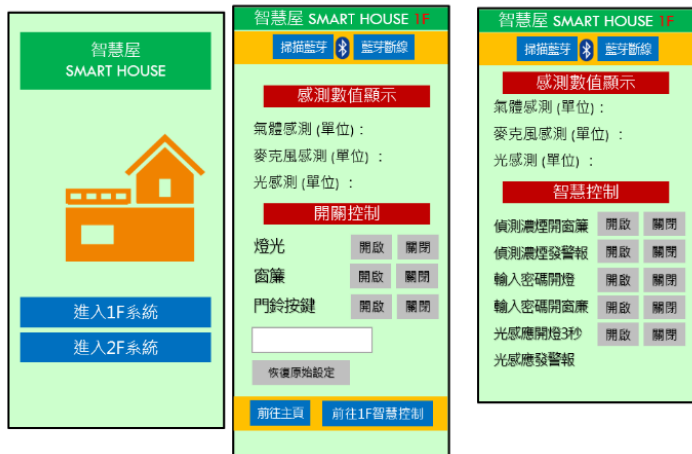 智慧屋
SMART HOUSE
進入1F系統
進入2F系統
智慧屋 SMART HOUSE 1F
掃描藍芽 藍芽斷線
感測數值顯示
氣體感測 (單位)：
麥克風感測 (單位) ：
光感測 (單位) ：
開關控制
燈光 開啟 關閉
窗簾 開啟 關閉
門鈴按鍵 開啟 關閉
恢復原始設定
前往主頁 前往1F智慧控制
智慧屋 SMART HOUSE 1F
掃描藍芽 藍芽斷線
感測數值顯示
氣體感測 (單位)：
麥克風感測 (單位) ：
光感測 (單位) ：
智慧控制
偵測濃煙開窗簾 開啟 關閉
偵測濃煙發警報 開啟 關閉
輸入密碼開燈 開啟 關閉
輸入密碼開窗廉 開啟 關閉
光感應開燈3秒 開啟 關閉
光感應發警報